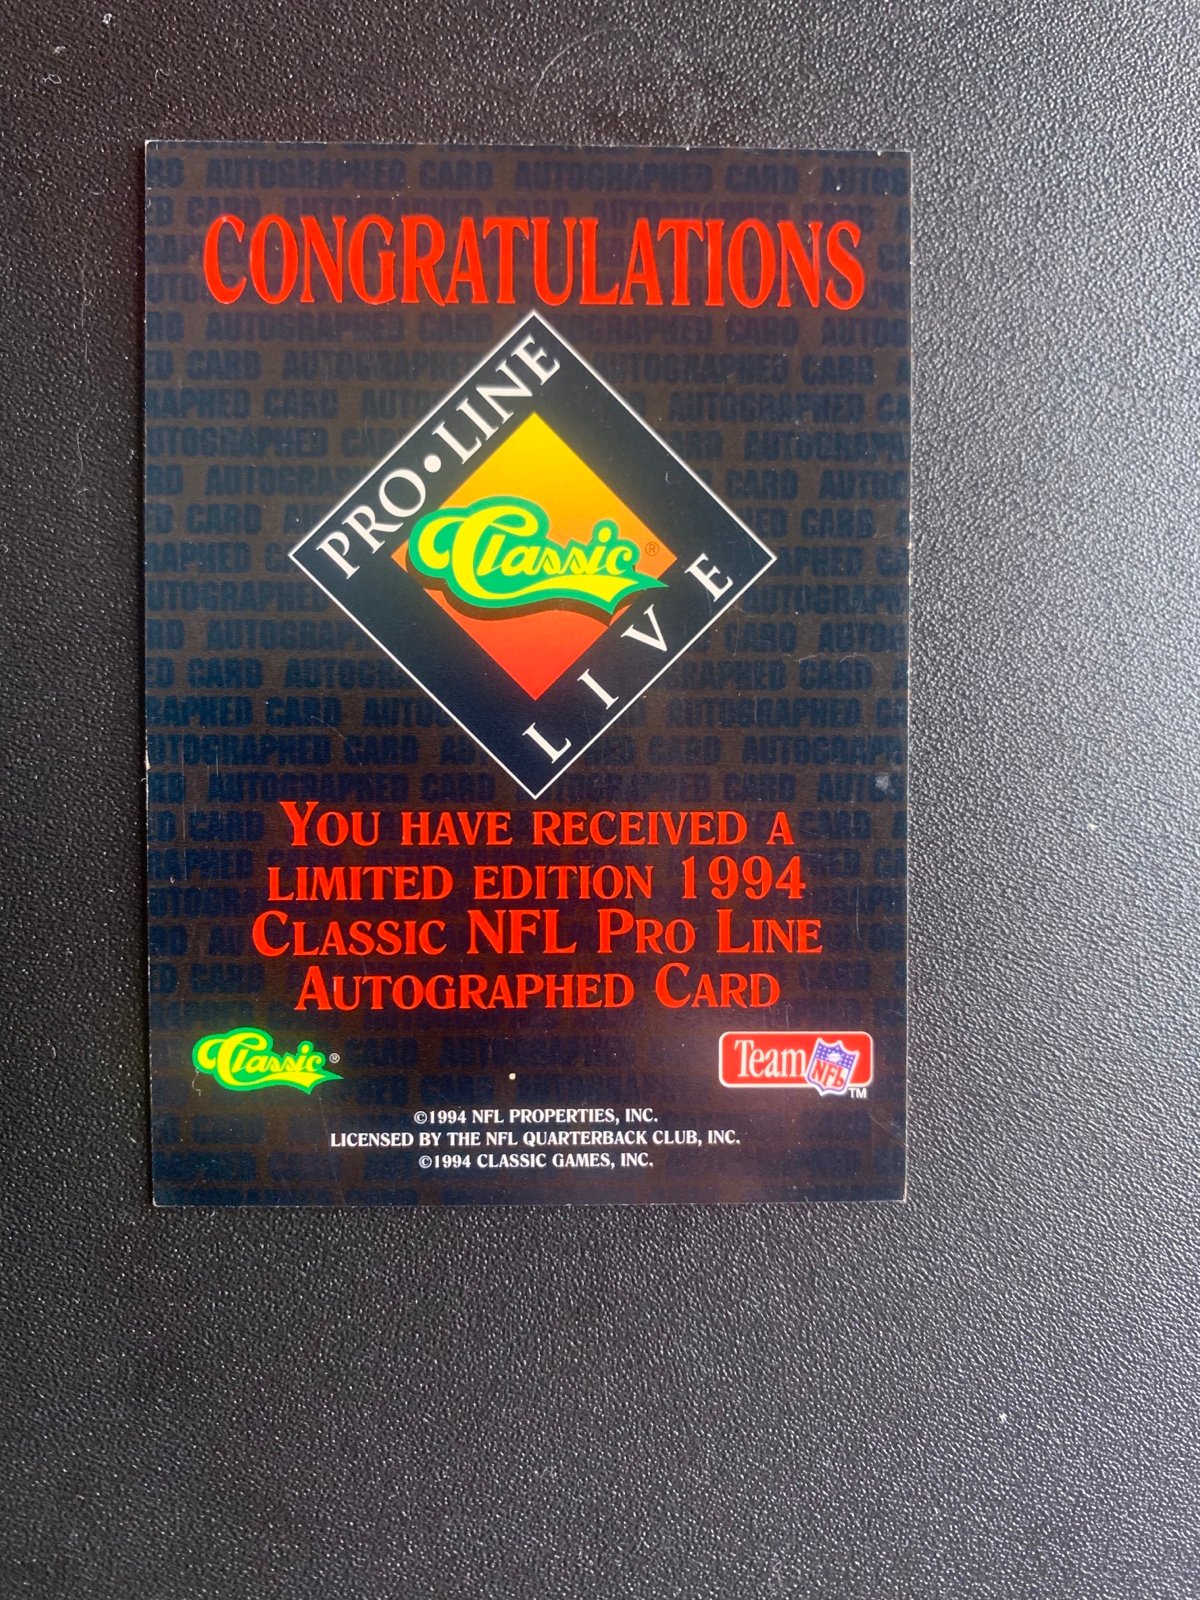 CONGRATULATIONS
PRO•LINE
Classic®
LIVE
YOU HAVE RECEIVED A
LIMITED EDITION 1994
CLASSIC NFL PRO LINE
AUTOGRAPHED CARD
Classic®
Team NFL TM
©1994 NFL PROPERTIES, INC.
LICENSED BY THE NFL QUARTERBACK CLUB, INC.
©1994 CLASSIC GAMES, INC.